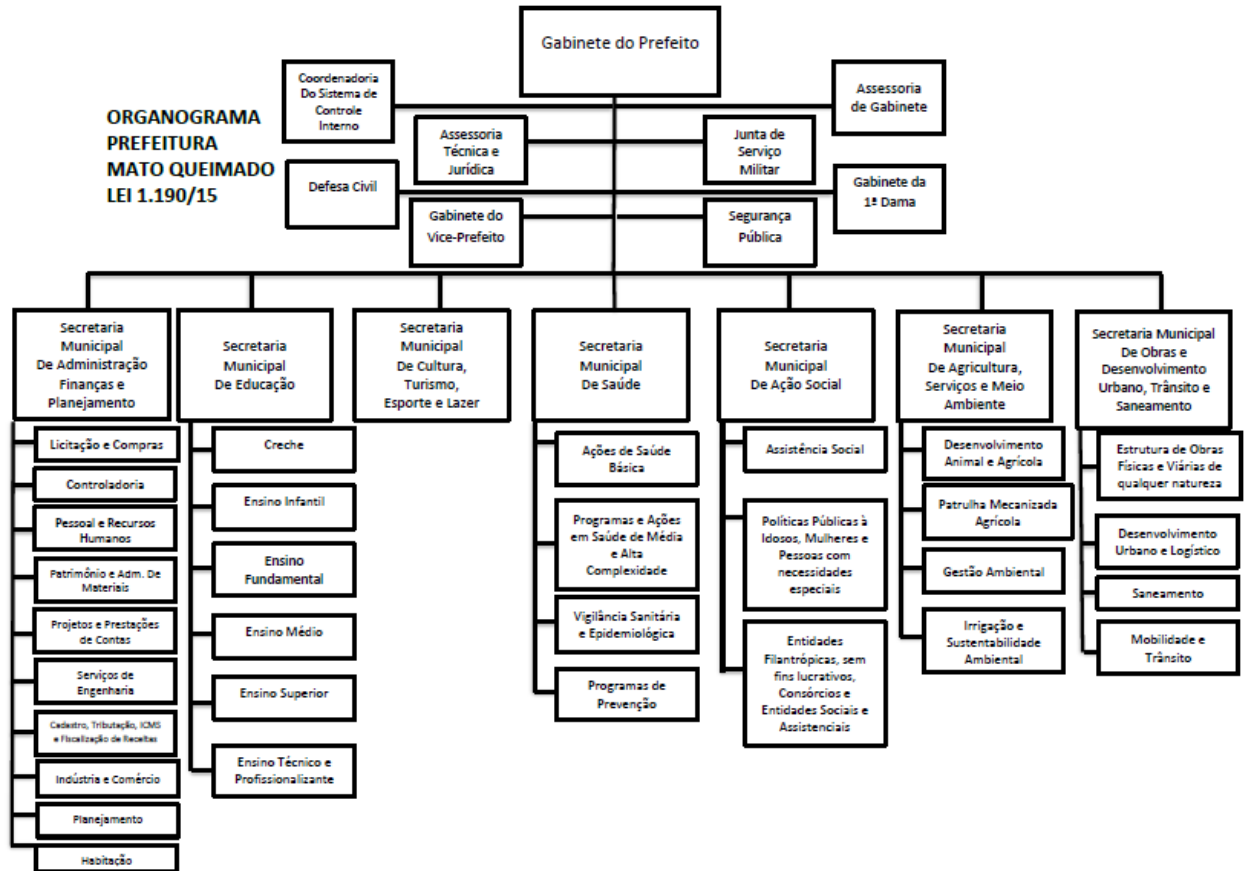 Gabinete do Prefeito
Coordenadoria
Do Sistema de
Controle
Interno
Assessoria
de Gabinete
ORGANOGRAMA
PREFEITURA
MATO QUEIMADO
LEI 1.190/15
Assessoria
Técnica e
Jurídica
Junta de
Serviço
Militar
Defesa Civil
Gabinete da
1ª Dama
Gabinete do
Vice-Prefeito
Segurança
Pública
Secretaria
Municipal
De Administração
Finanças e
Planejamento
Licitação e Compras
Controladoria
Pessoal e Recursos
Humanos
Patrimônio e Adm. De
Materiais
Projetos e Prestações
de Contas
Serviços de
Engenharia
Cadastro, Tributação, ICMS
e Fiscalização de Receitas
Indústria e Comércio
Planejamento
Habitação
Secretaria
Municipal
De Educação
Creche
Ensino Infantil
Ensino
Fundamental
Ensino Médio
Ensino Superior
Ensino Técnico e
Profissionalizante
Secretaria
Municipal
De Cultura,
Turismo,
Esporte e Lazer
Secretaria
Municipal
De Saúde
Ações de Saúde
Básica
Programas e Ações
em Saúde de Média
e Alta
Complexidade
Vigilância Sanitária
e Epidemiológica
Programas de
Prevenção
Secretaria
Municipal
De Ação Social
Assistência Social
Políticas Públicas à
Idosos, Mulheres e
Pessoas com
necessidades
especiais
Entidades
Filantrópicas, sem
fins lucrativos,
Consórcios e
Entidades Sociais e
Assistenciais
Secretaria
Municipal
De Agricultura,
Serviços e Meio
Ambiente
Desenvolvimento
Animal e Agrícola
Patrulha Mecanizada
Agrícola
Gestão Ambiental
Irrigação e
Sustentabilidade
Ambiental
Secretaria Municipal
De Obras e
Desenvolvimento
Urbano, Trânsito e
Saneamento
Estrutura de Obras
Físicas e Viárias de
qualquer natureza
Desenvolvimento
Urbano e Logístico
Saneamento
Mobilidade e
Trânsito